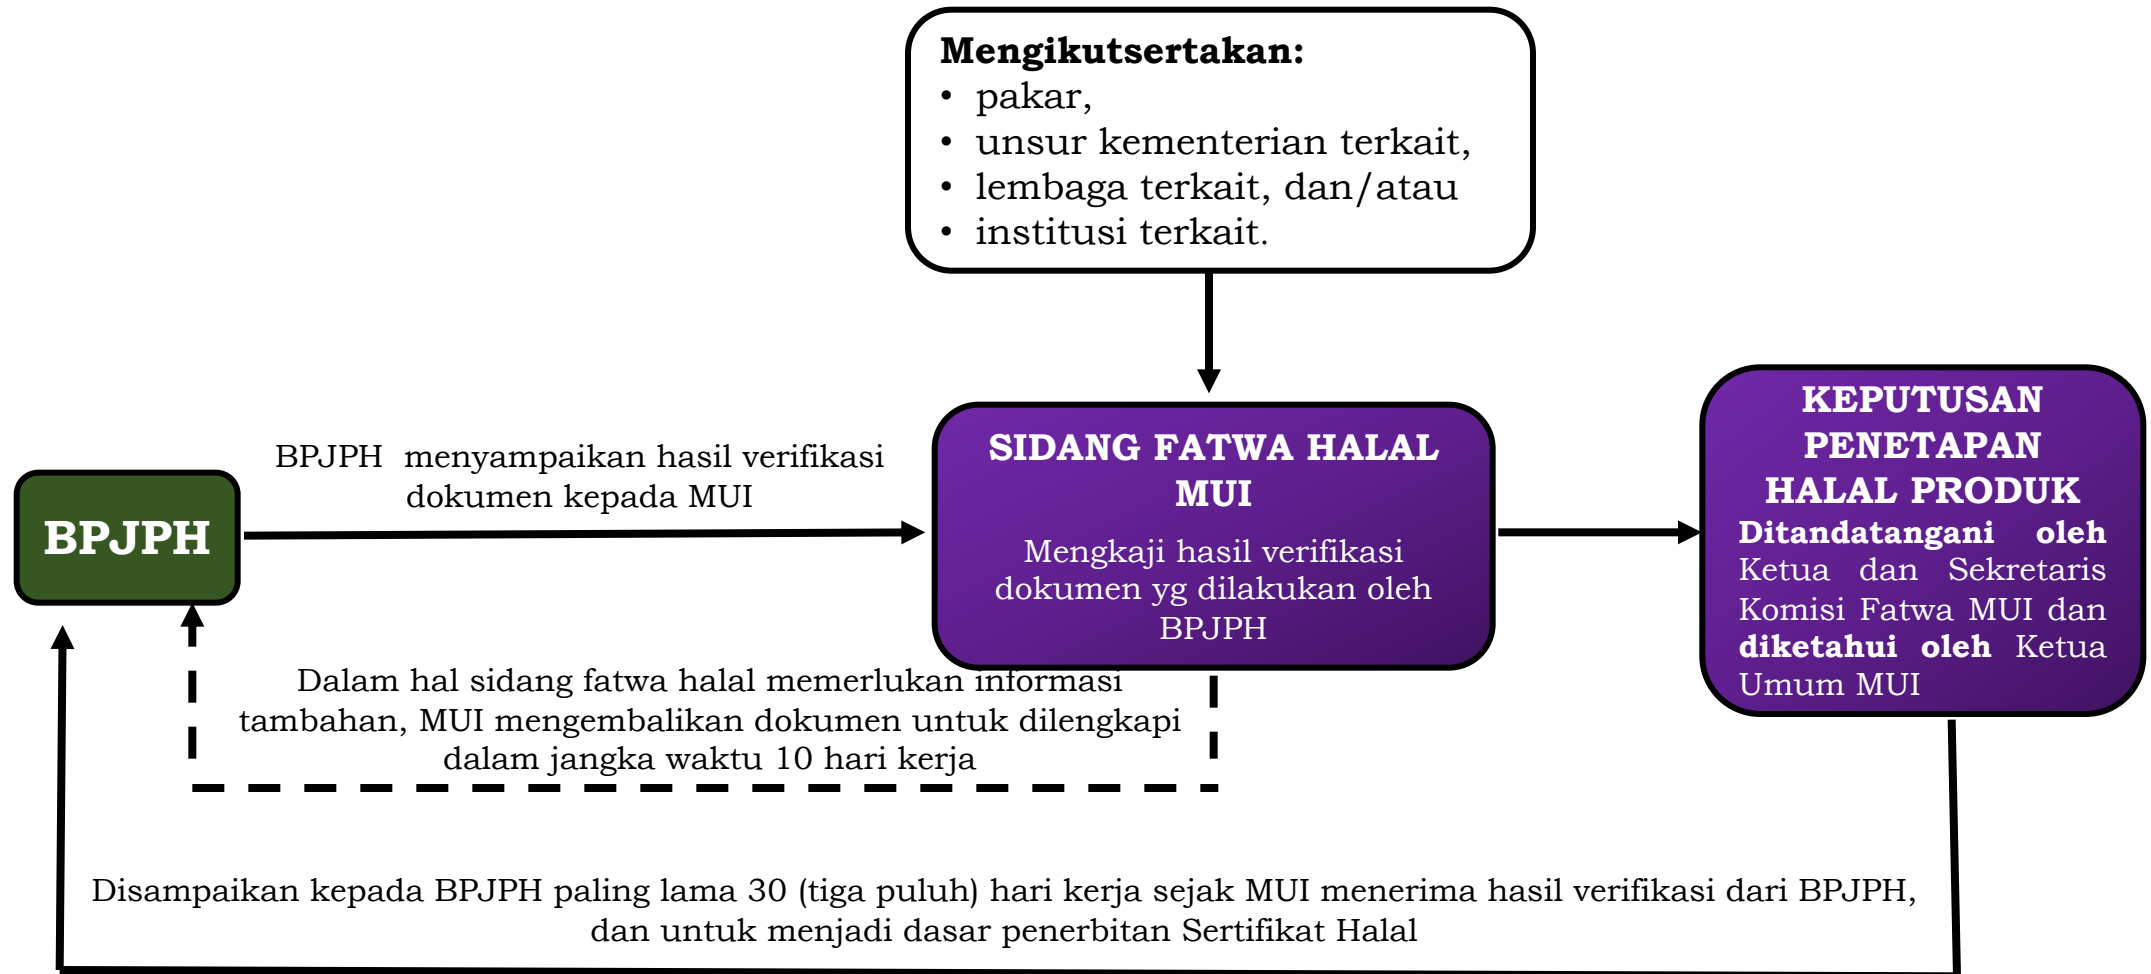 Mengikutsertakan:
• pakar,
• unsur kementerian terkait,
• lembaga terkait, dan/atau
• institusi terkait.
BPJPH
BPJPH menyampaikan hasil verifikasi
dokumen kepada MUI
SIDANG FATWA HALAL
MUI
Mengkaji hasil verifikasi
dokumen yg dilakukan oleh
BPJPH
KEPUTUSAN
PENETAPAN
HALAL PRODUK
Ditandatangani oleh
Ketua dan Sekretaris
Komisi Fatwa MUI dan
diketahui oleh Ketua
Umum MUI
Dalam hal sidang fatwa halal memerlukan informasi
tambahan, MUI mengembalikan dokumen untuk dilengkapi
dalam jangka waktu 10 hari kerja
Disampaikan kepada BPJPH paling lama 30 (tiga puluh) hari kerja sejak MUI menerima hasil verifikasi dari BPJPH,
dan untuk menjadi dasar penerbitan Sertifikat Halal